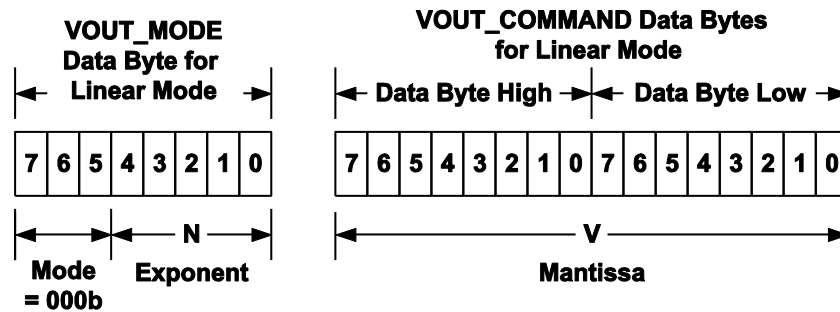 VOUT_MODE
Data Byte for
Linear Mode
VOUT_COMMAND Data Bytes
for Linear Mode
Data Byte High
Data Byte Low
7 6 5 4 3 2 1 0
7 6 5 4 3 2 1 0 7 6 5 4 3 2 1 0
N
V
Mode
= 000b
Exponent
Mantissa